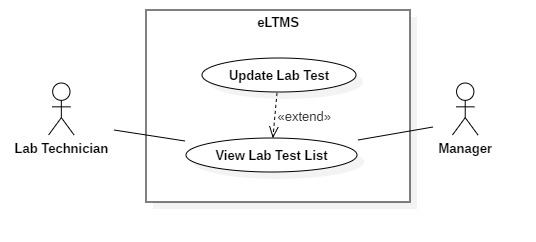 eLTMS
Update Lab Test
«extend»
Lab Technician
View Lab Test List
Manager